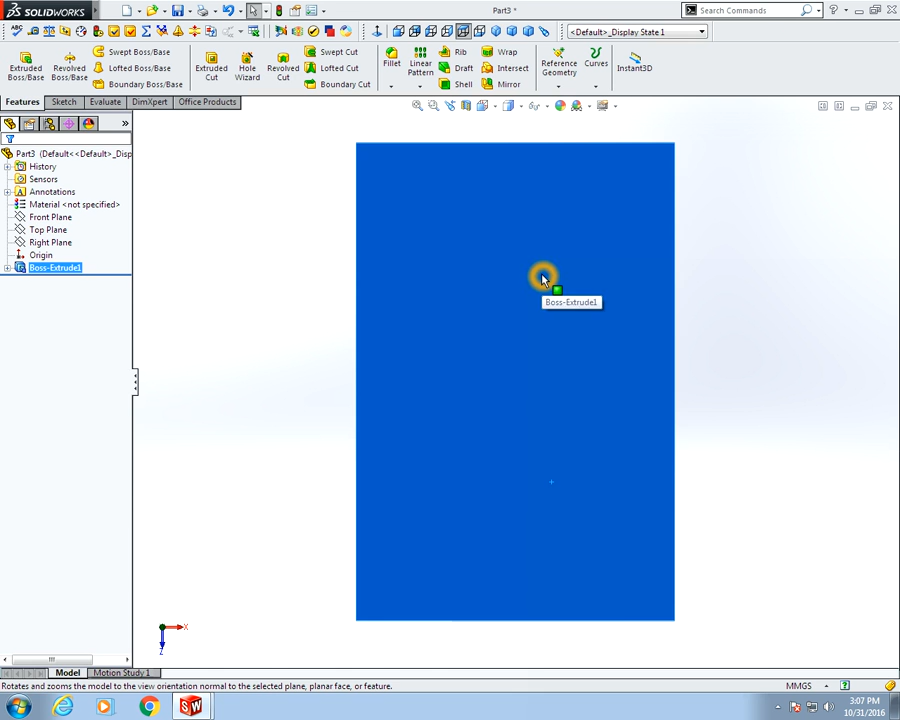 SOLIDWORKS
Part3 *
Search Commands
<Default>_Display State 1
Extruded Boss/Base
Revolved Boss/Base
Swept Boss/Base
Lofted Boss/Base
Boundary Boss/Base
Extruded Cut
Hole Wizard
Revolved Cut
Swept Cut
Lofted Cut
Boundary Cut
Fillet
Linear Pattern
Rib
Draft
Shell
Wrap
Intersect
Mirror
Reference Geometry
Curves
Instant3D
Features
Sketch
Evaluate
DimXpert
Office Products
Part3 (Default<<Default>_Disp
History
Sensors
Annotations
Material <not specified>
Front Plane
Top Plane
Right Plane
Origin
Boss-Extrude1
Boss-Extrude1
X
Z
Model
Motion Study 1
Rotates and zooms the model to the view orientation normal to the selected plane, planar face, or feature.
MMGS
SW
3:07 PM
10/31/2016